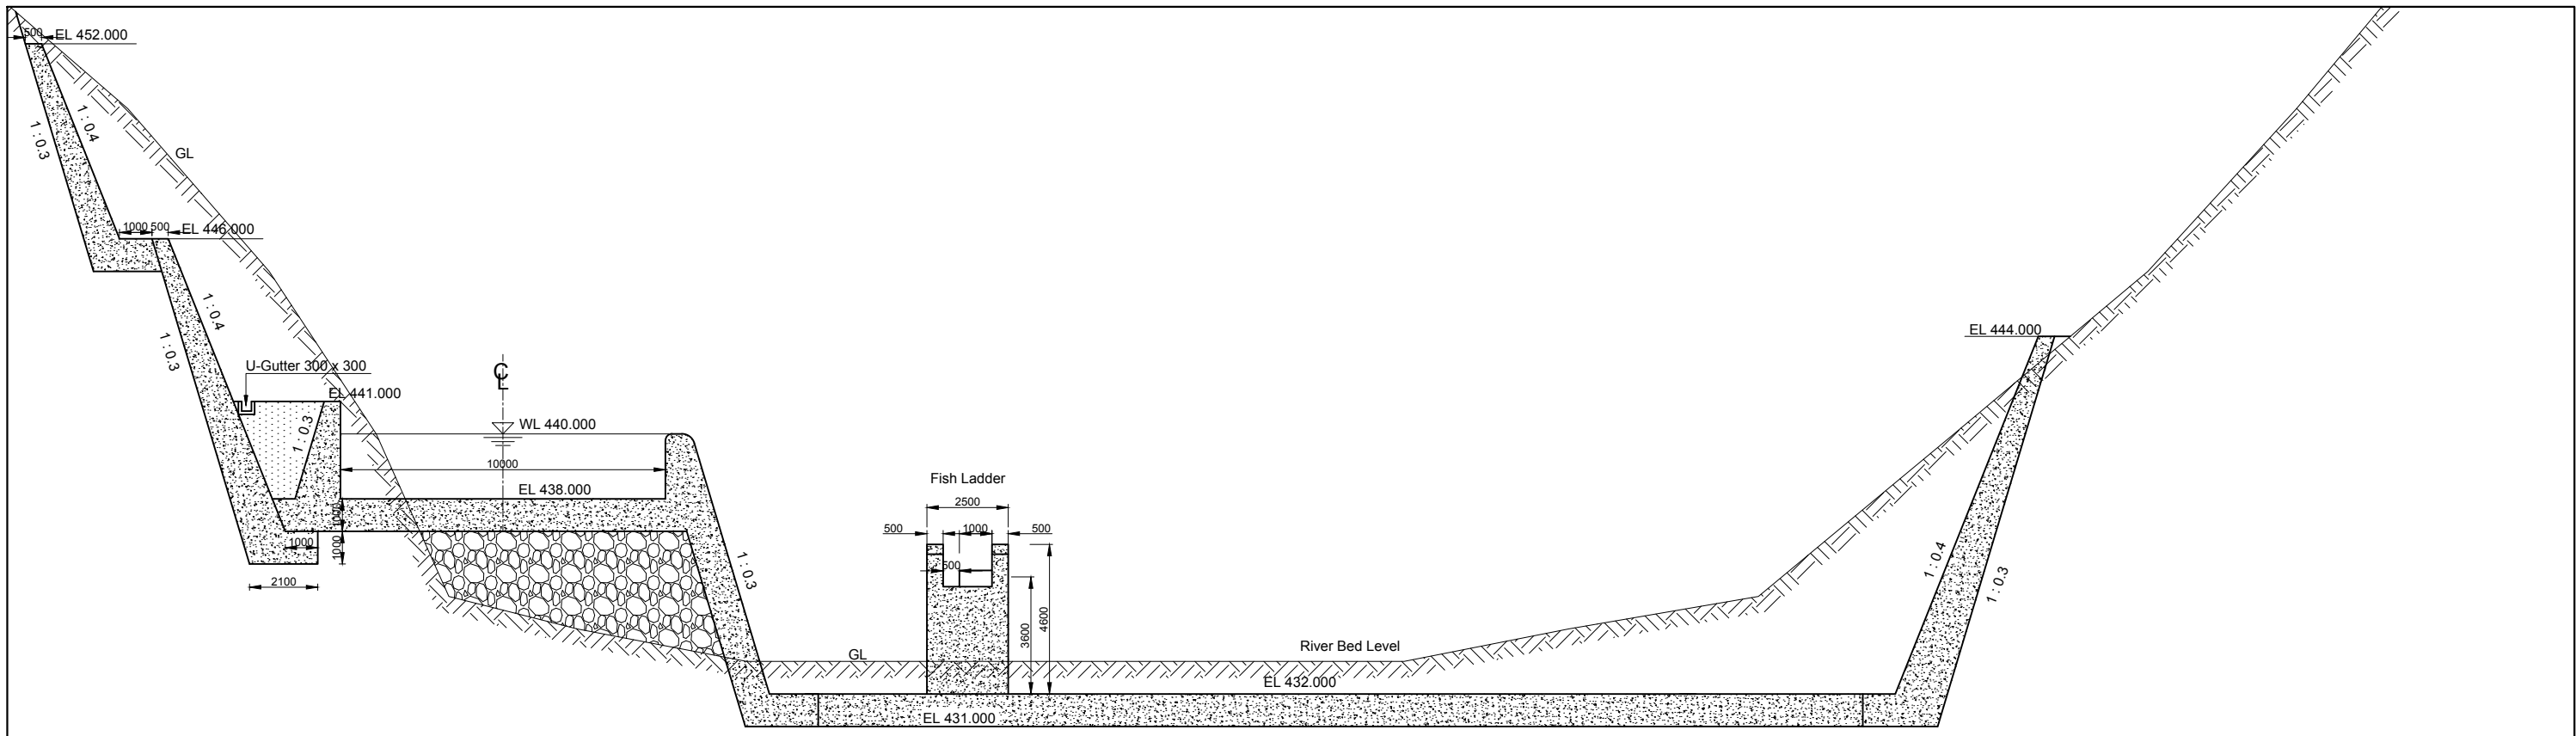 500
EL 452.000
1 : 0.4
1 : 0.3
GL
1000 500
EL 446.000
1 : 0.4
1 : 0.3
EL 444.000
U-Gutter 300 x 300
EL 441.000
℄
WL 440.000
1 : 0.3
10000
EL 438.000
Fish Ladder
2500
500
1000
500
1000
1000
1000
500
2100
1 : 0.3
3600
4600
1 : 0.4
1 : 0.3
GL
River Bed Level
EL 432.000
EL 431.000